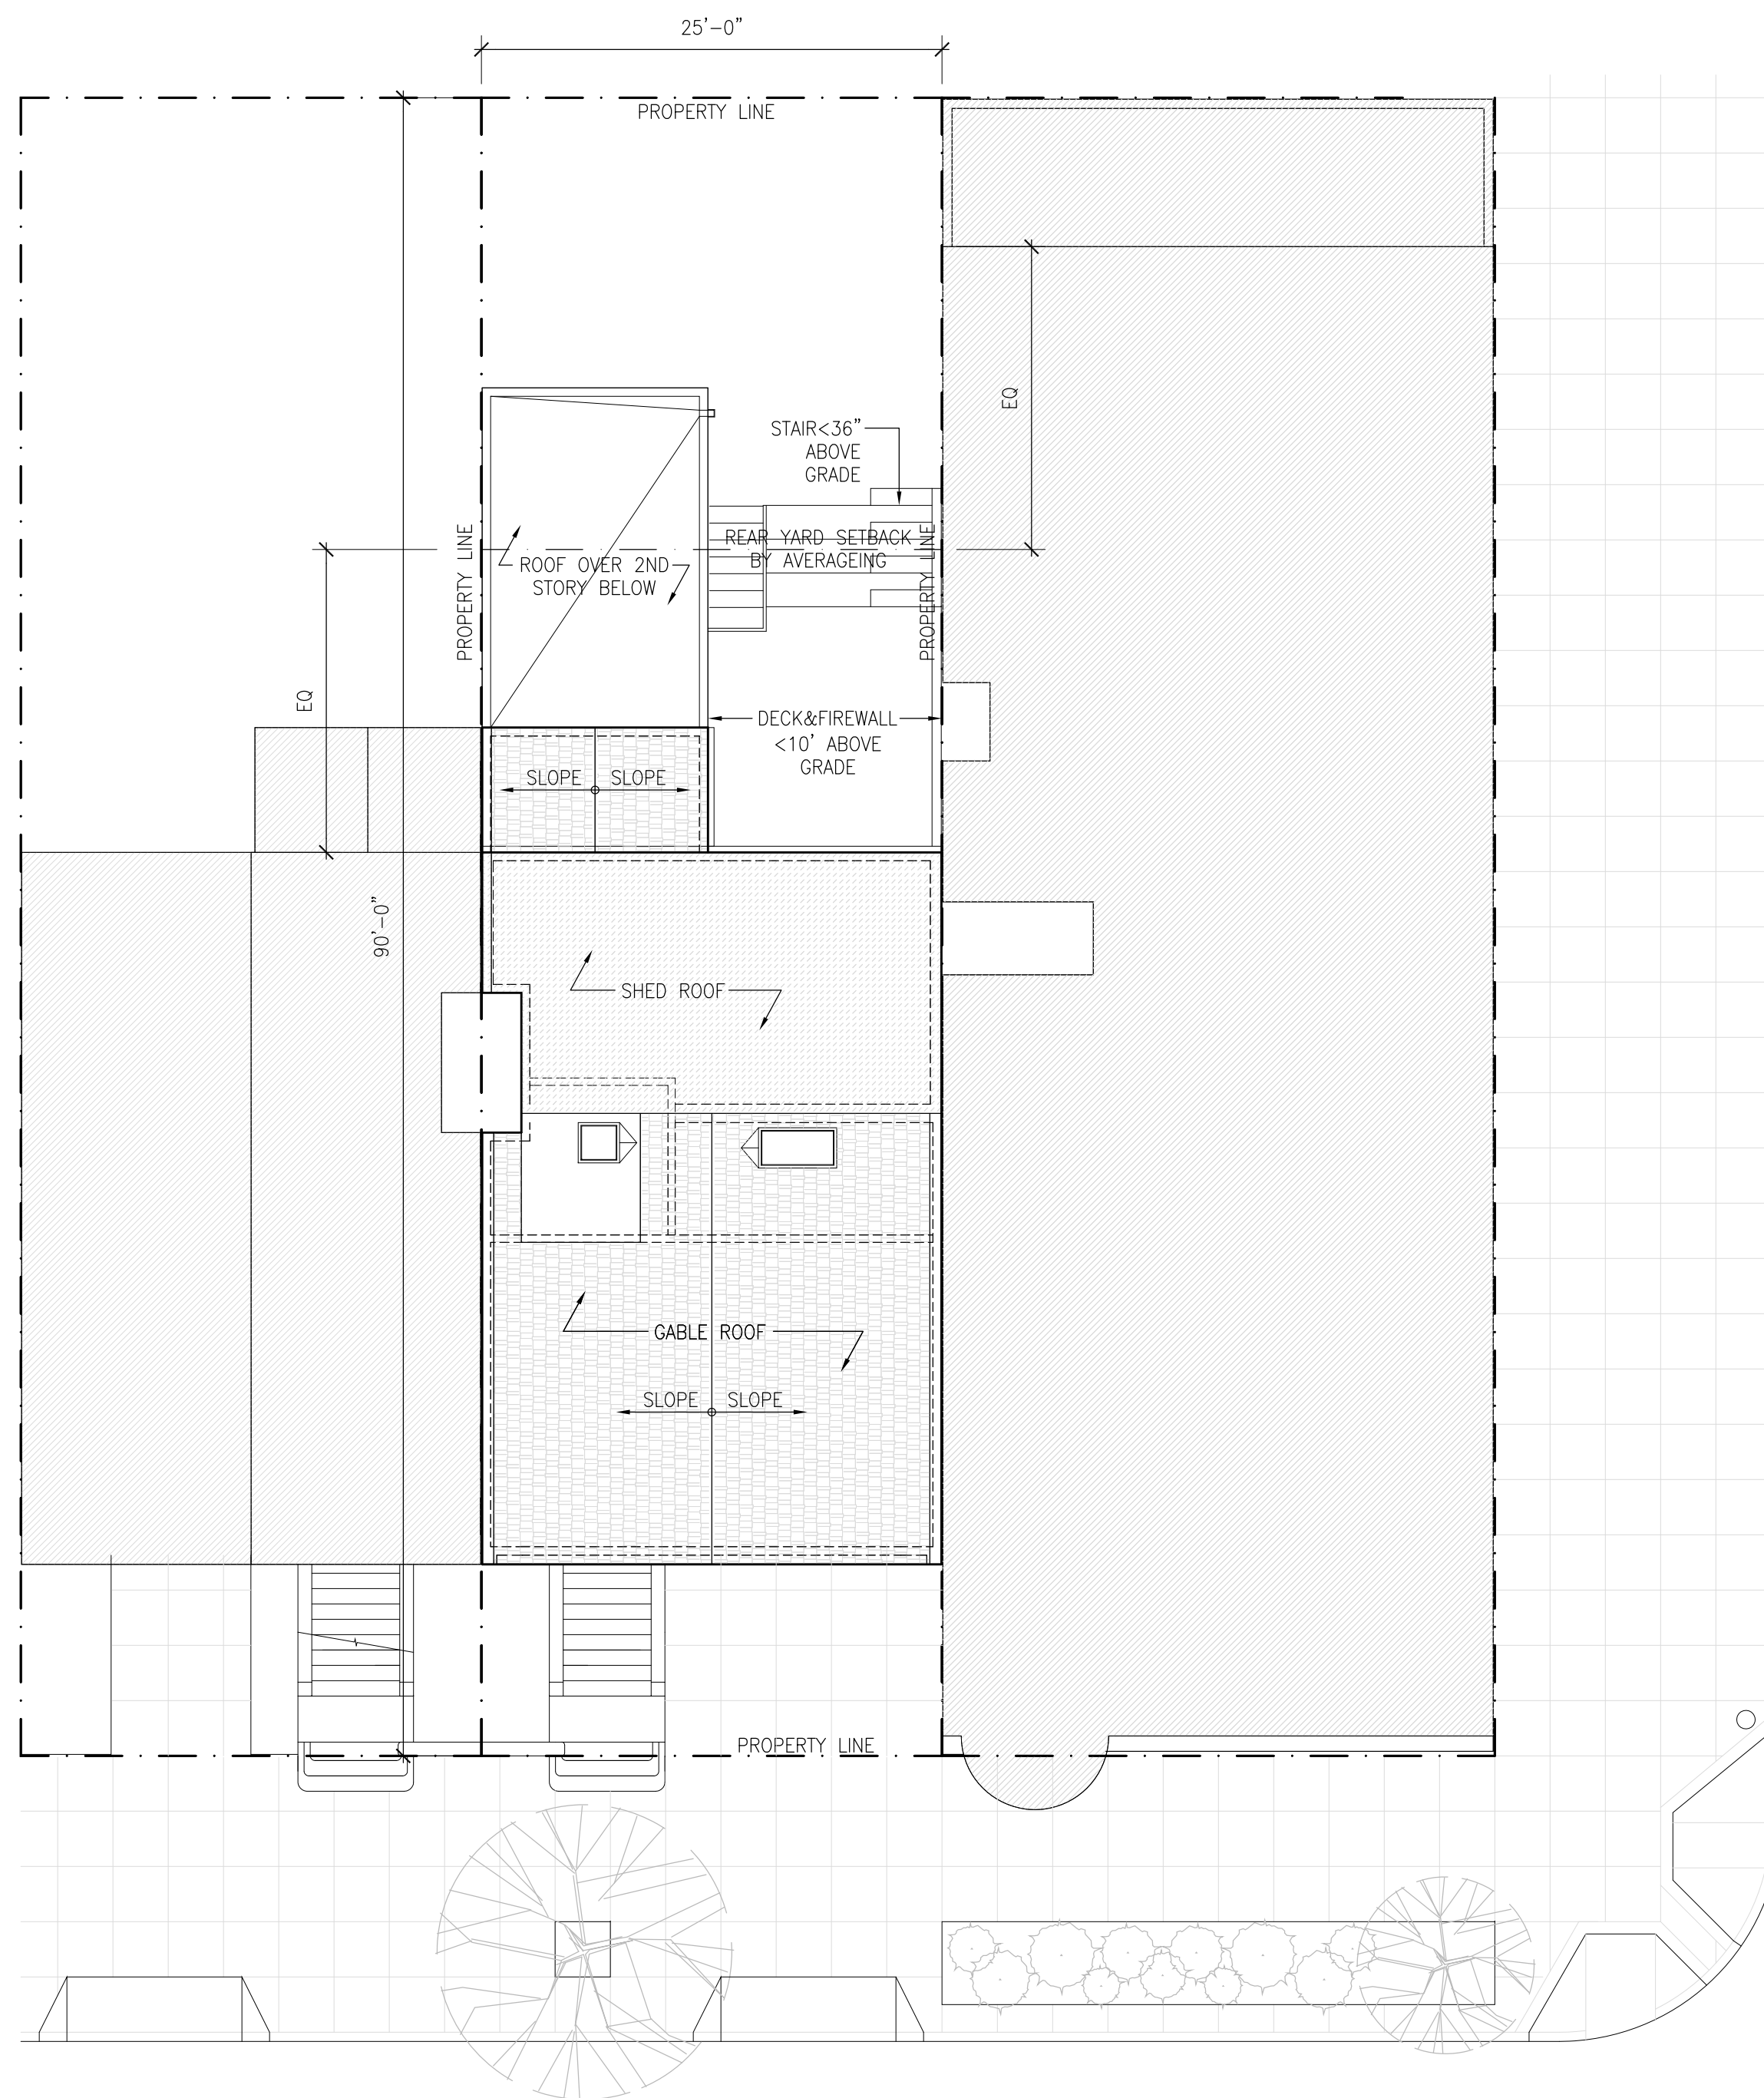 25'-0"
PROPERTY LINE
EQ
STAIR<36"
ABOVE
GRADE
REAR YARD SETBACK
BY AVERAGEING
PROPERTY LINE
PROPERTY LINE
ROOF OVER 2ND
STORY BELOW
EQ
DECK&FIREWALL
<10' ABOVE
GRADE
SLOPE SLOPE
90'-0"
SHED ROOF
GABLE ROOF
SLOPE SLOPE
PROPERTY LINE